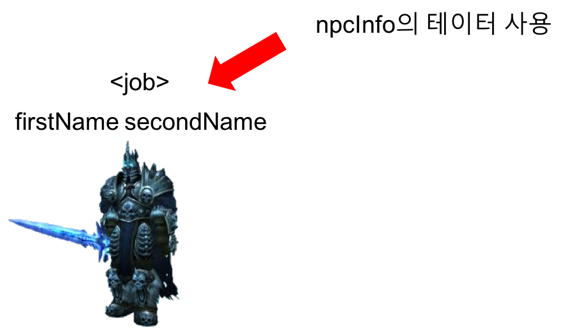 npcInfo의 테이터 사용
<job>
firstName secondName